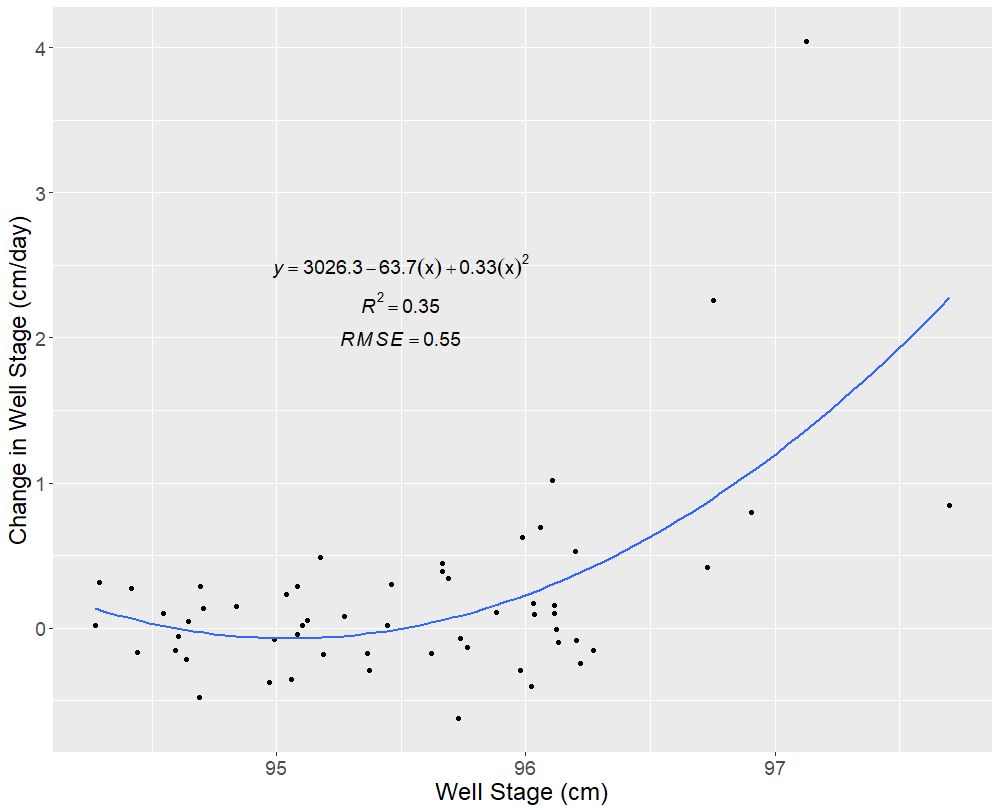 4
3
2
1
0
Change in Well Stage (cm/day)
y = 3026.3 − 63.7(x) + 0.33(x)²
R² = 0.35
RMSE = 0.55
95 96 97
Well Stage (cm)